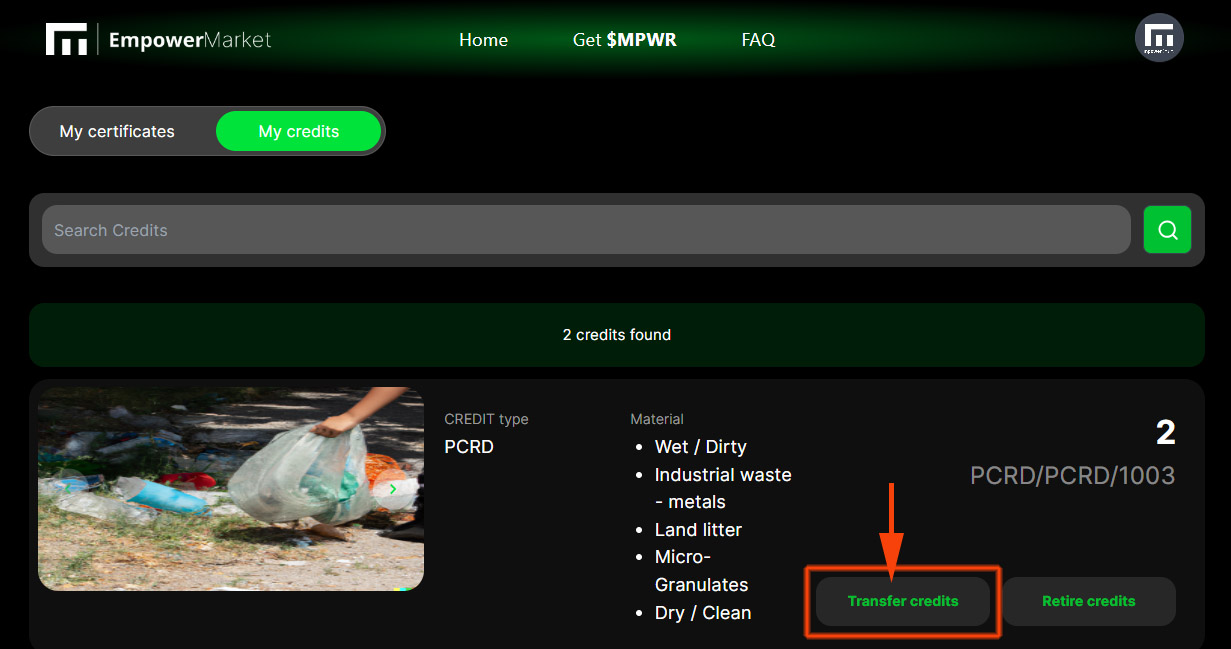 EmpowerMarket
Home
Get $MPWR
FAQ
My certificates
My credits
Search Credits
2 credits found
CREDIT type
PCRD
Material
Wet / Dirty
Industrial waste
- metals
Land litter
Micro-
Granulates
Dry / Clean
2
PCRD/PCRD/1003
Transfer credits
Retire credits